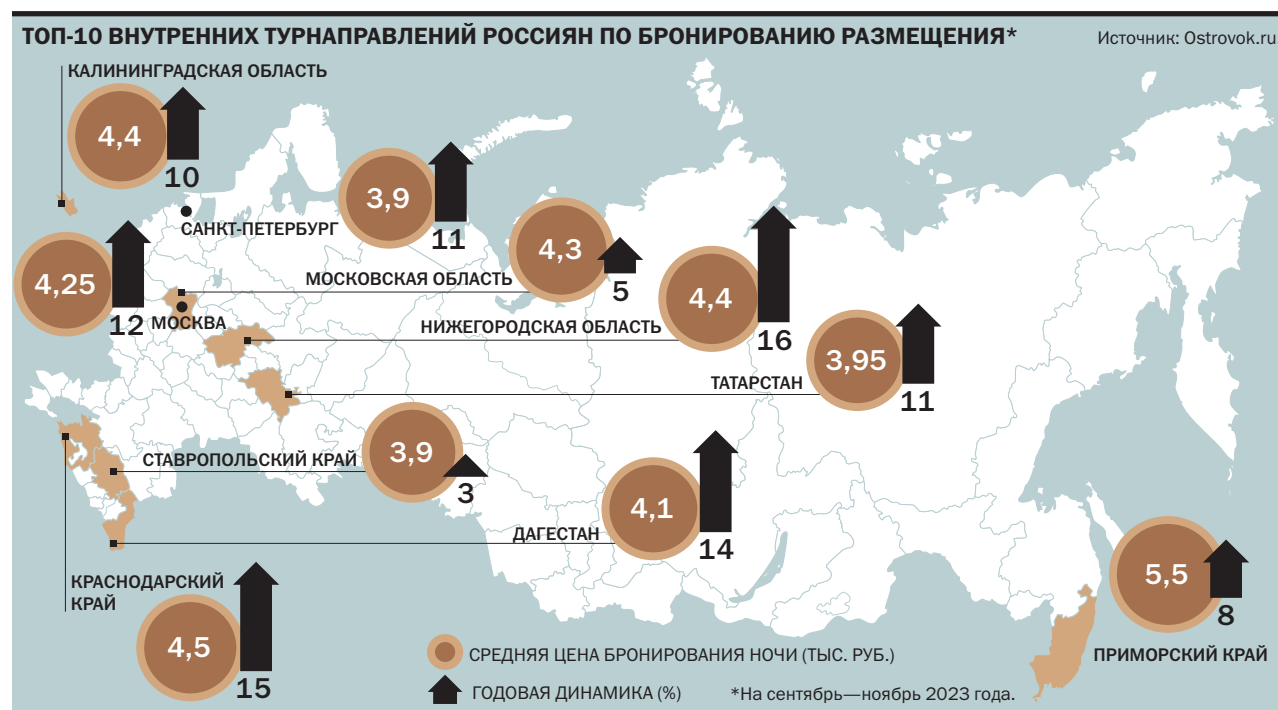 ТОП-10 ВНУТРЕННИХ ТУРНАПРАВЛЕНИЙ РОССИЯН ПО БРОНИРОВАНИЮ РАЗМЕЩЕНИЯ*
Источник: Ostrovok.ru
КАЛИНИНГРАДСКАЯ ОБЛАСТЬ
4,4
10
САНКТ-ПЕТЕРБУРГ
3,9
11
4,25
12
МОСКВА
МОСКОВСКАЯ ОБЛАСТЬ
4,3
5
НИЖЕГОРОДСКАЯ ОБЛАСТЬ
4,4
16
ТАТАРСТАН
3,95
11
СТАВРОПОЛЬСКИЙ КРАЙ
3,9
3
ДАГЕСТАН
4,1
14
КРАСНОДАРСКИЙ
КРАЙ
4,5
15
5,5
8
ПРИМОРСКИЙ КРАЙ
СРЕДНЯЯ ЦЕНА БРОНИРОВАНИЯ НОЧИ (ТЫС. РУБ.)
ГОДОВАЯ ДИНАМИКА (%)
*На сентябрь—ноябрь 2023 года.